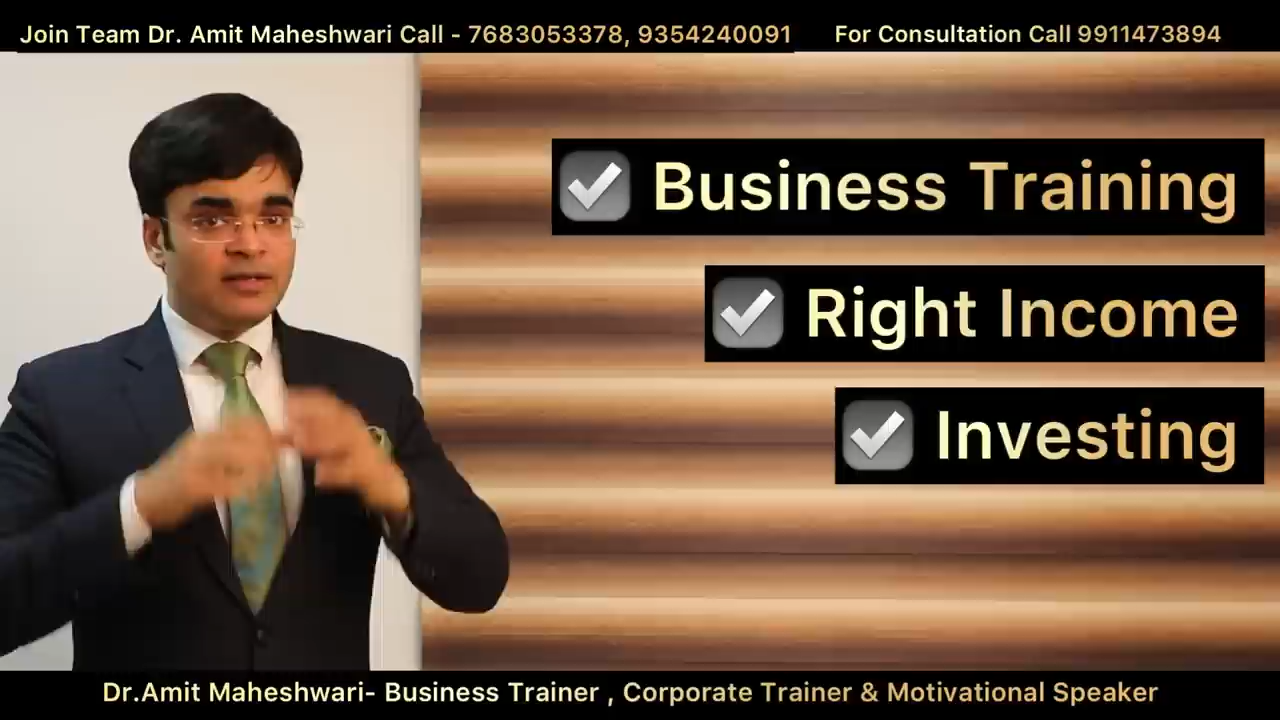 Join Team Dr. Amit Maheshwari Call - 7683053378, 9354240091 For Consultation Call 9911473894
Business Training
Right Income
Investing
Dr.Amit Maheshwari- Business Trainer , Corporate Trainer & Motivational Speaker